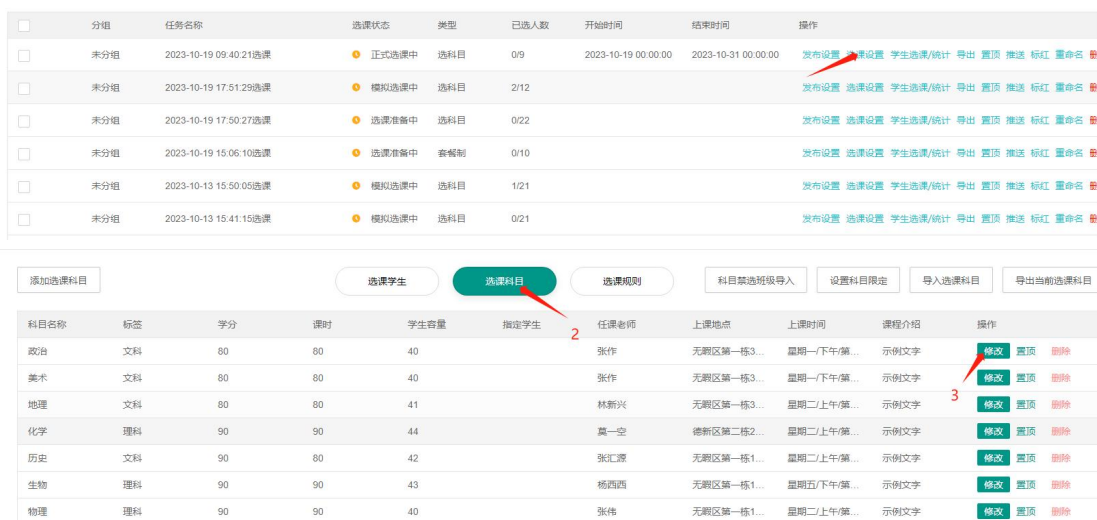 分组 任务名称 选课状态 类型 已选人数 开始时间 结束时间 操作
未分组 2023-10-19 09:40:21选课 正式选课中 选科目 0/9 2023-10-19 00:00:00 2023-10-31 00:00:00 发布设置 选课设置 学生选课/统计 导出 置顶 推送 标红 重命名
未分组 2023-10-19 17:51:29选课 模拟选课中 选科目 2/12 发布设置 选课设置 学生选课/统计 导出 置顶 推送 标红 重命名
未分组 2023-10-19 17:50:27选课 选课准备中 选科目 0/22 发布设置 选课设置 学生选课/统计 导出 置顶 推送 标红 重命名
未分组 2023-10-19 15:06:10选课 选课准备中 套餐制 0/10 发布设置 选课设置 学生选课/统计 导出 置顶 推送 标红 重命名
未分组 2023-10-13 15:50:05选课 模拟选课中 选科目 1/21 发布设置 选课设置 学生选课/统计 导出 置顶 推送 标红 重命名
未分组 2023-10-13 15:41:15选课 模拟选课中 选科目 0/21 发布设置 选课设置 学生选课/统计 导出 置顶 推送 标红 重命名
添加选课科目 选课学生 选课科目 选课规则 科目禁选班级导入 设置科目限定 导入选课科目 导出当前选课科目
科目名称 标签 学分 课时 学生容量 指定学生 任课老师 上课地点 上课时间 课程介绍 操作
2
政治 文科 80 80 40 张作 无暇区第一栋3... 星期一/下午/第... 示例文字 修改 置顶 删除
美术 文科 80 80 40 张作 无暇区第一栋3... 星期一/下午/第... 示例文字 修改 置顶 删除
3
地理 文科 80 80 41 林新兴 无暇区第一栋3... 星期二/上午/第... 示例文字 修改 置顶 删除
化学 理科 90 90 44 莫一空 德新区第二栋2... 星期二/上午/第... 示例文字 修改 置顶 删除
历史 文科 90 80 42 张汇源 无暇区第一栋1... 星期二/上午/第... 示例文字 修改 置顶 删除
生物 理科 90 90 43 杨西西 无暇区第一栋1... 星期五/下午/第... 示例文字 修改 置顶 删除
物理 理科 90 90 40 张伟 无暇区第一栋1... 星期二/上午/第... 示例文字 修改 置顶 删除